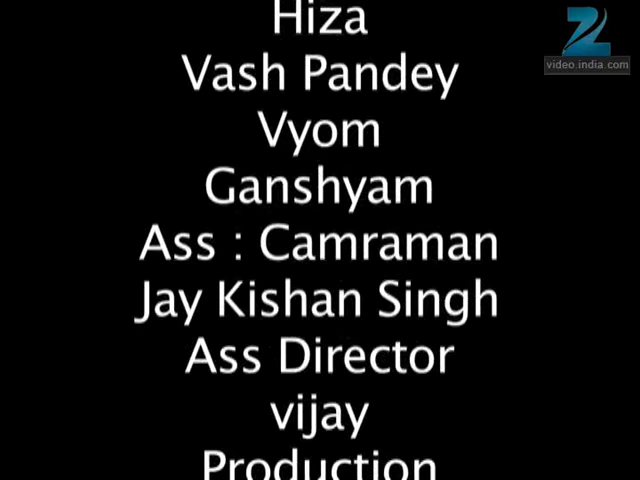 Hiza
Z
video.india.com
Vash Pandey
Vyom
Ganshyam
Ass : Camraman
Jay Kishan Singh
Ass Director
vijay
Production